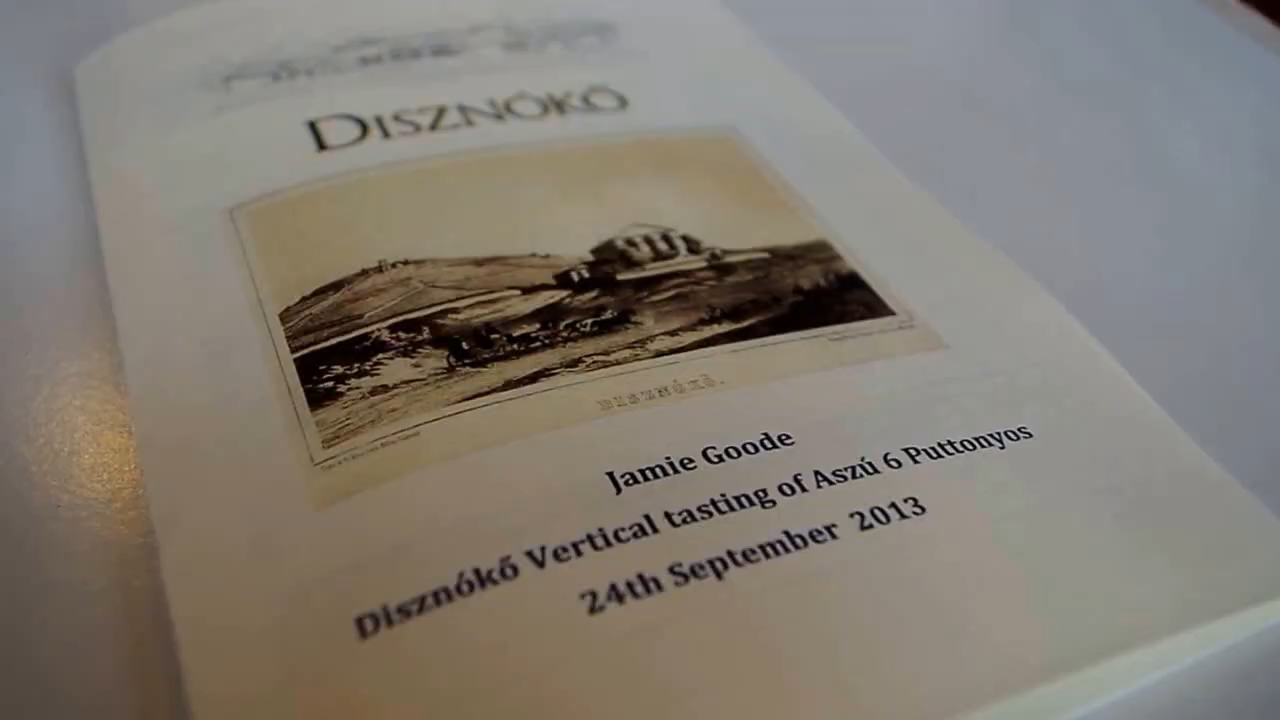 DISZNÓKŐ
DISZNÓKŐ.
Jamie Goode
Disznókő Vertical tasting of Aszú 6 Puttonyos
24th September 2013